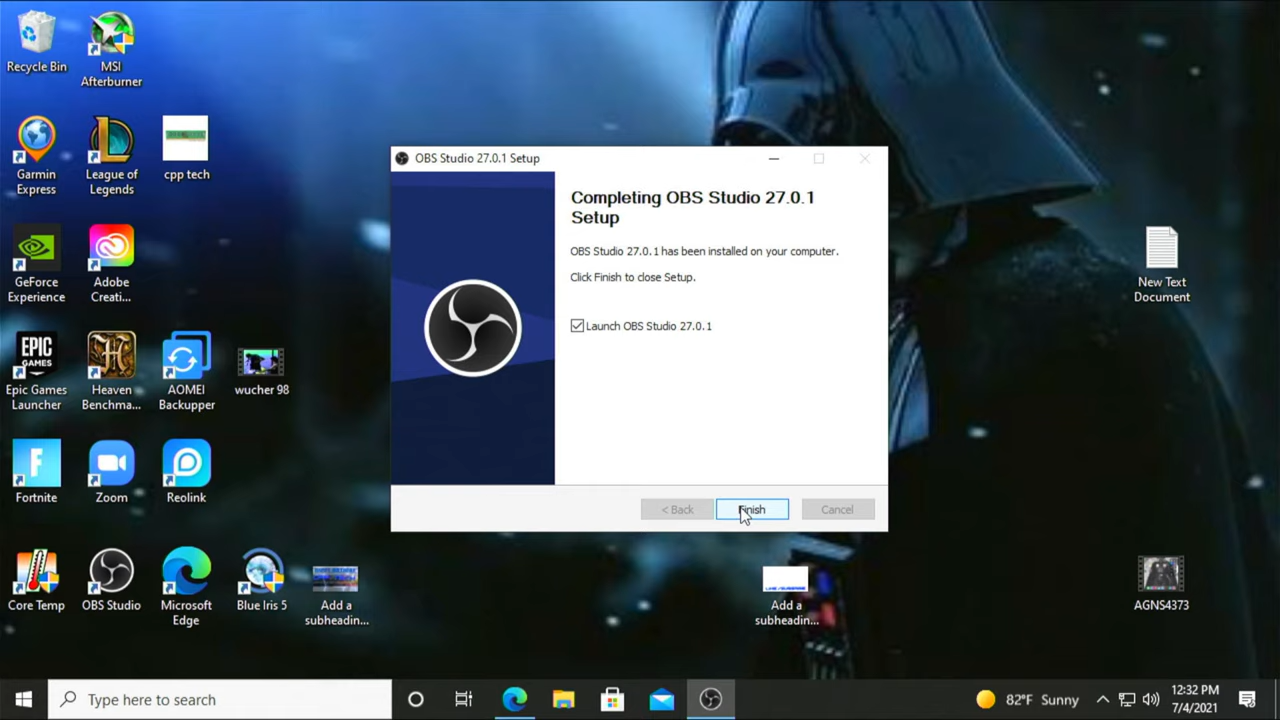 Recycle Bin
MSI
Afterburner
Garmin
Express
League of
Legends
cpp tech
GeForce
Experience
Adobe
Creati...
EPIC
GAMES
Epic Games
Launcher
Heaven
Benchma...
AOMEI
Backupper
wucher 98
Fortnite
Zoom
Reolink
Core Temp
OBS Studio
Microsoft
Edge
Blue Iris 5
Add a
subheadin...
OBS Studio 27.0.1 Setup
Completing OBS Studio 27.0.1
Setup
OBS Studio 27.0.1 has been installed on your computer.
Click Finish to close Setup.
Launch OBS Studio 27.0.1
< Back
Finish
Cancel
New Text
Document
Add a
subheadin...
AGNS4373
Type here to search
82°F Sunny
12:32 PM
7/4/2021